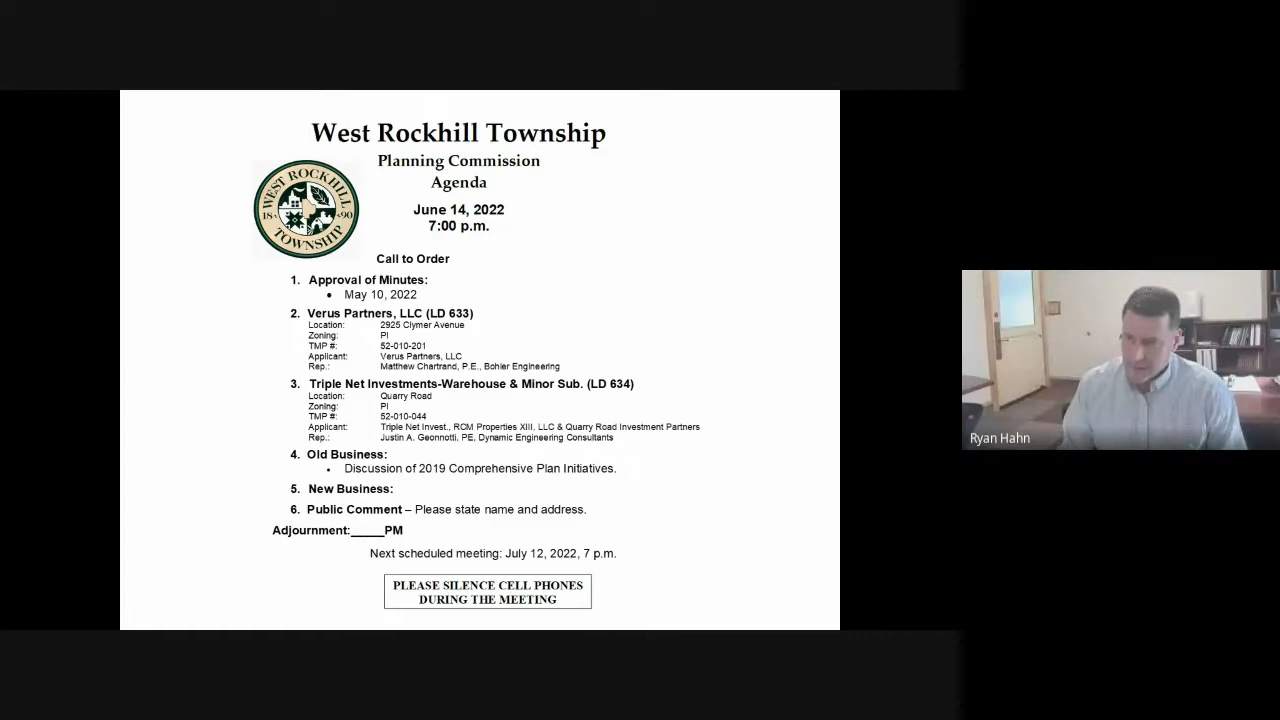 West Rockhill Township
Planning Commission
Agenda
June 14, 2022
7:00 p.m.
WEST ROCKHILL
18 90
TOWNSHIP
Call to Order
1. Approval of Minutes:
• May 10, 2022
2. Verus Partners, LLC (LD 633)
Location: 2925 Clymer Avenue
Zoning: PI
TMP #: 52-010-201
Applicant: Verus Partners, LLC
Rep.: Matthew Chartrand, P.E., Bohler Engineering
3. Triple Net Investments-Warehouse & Minor Sub. (LD 634)
Location: Quarry Road
Zoning: PI
TMP #: 52-010-044
Applicant: Triple Net Invest., RCM Properties XIII, LLC & Quarry Road Investment Partners
Rep.: Justin A. Geonnotti, PE, Dynamic Engineering Consultants
4. Old Business:
• Discussion of 2019 Comprehensive Plan Initiatives.
5. New Business:
6. Public Comment – Please state name and address.
Adjournment:_____PM
Next scheduled meeting: July 12, 2022, 7 p.m.
PLEASE SILENCE CELL PHONES
DURING THE MEETING
Ryan Hahn